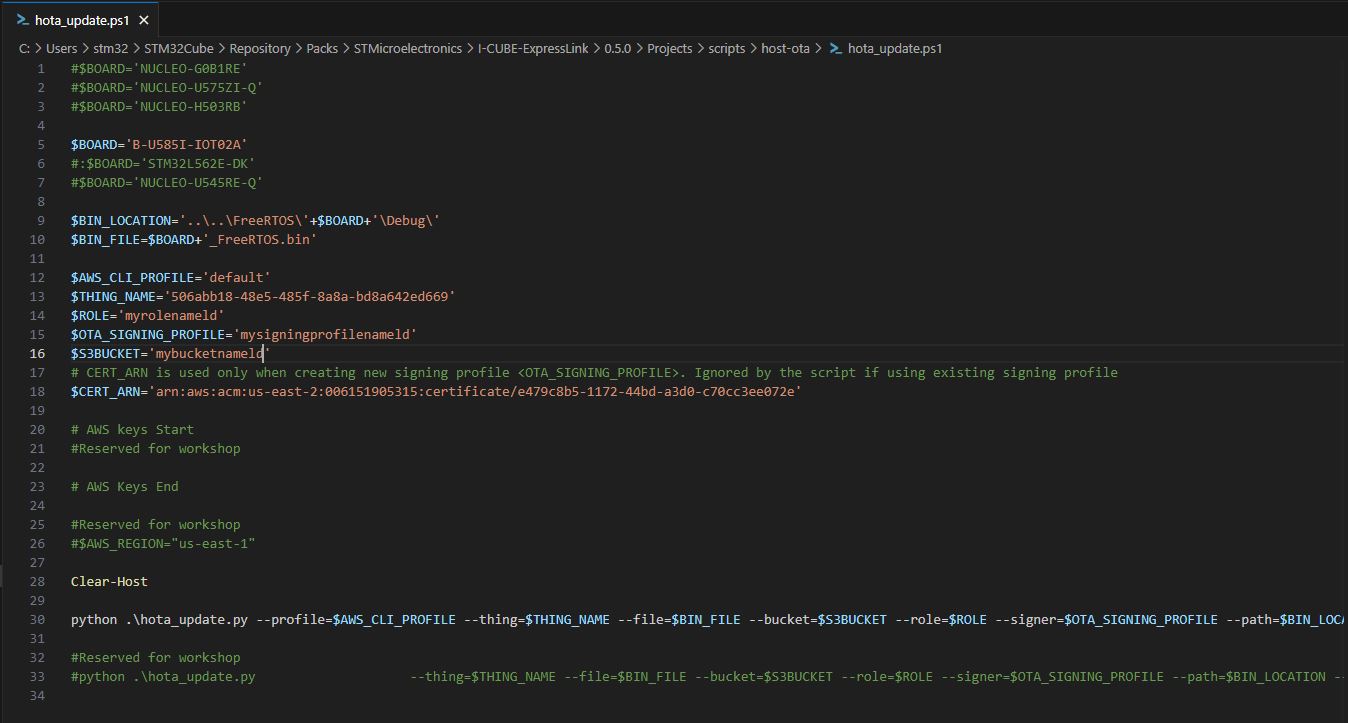 hota_update.ps1
C: > Users > stm32 > STM32Cube > Repository > Packs > STMicroelectronics > I-CUBE-ExpressLink > 0.5.0 > Projects > scripts > host-ota > hota_update.ps1
1 #$BOARD='NUCLEO-G0B1RE'
2 #$BOARD='NUCLEO-U575ZI-Q'
3 #$BOARD='NUCLEO-H503RB'
4
5 $BOARD='B-U585I-IOT02A'
6 #:$BOARD='STM32L562E-DK'
7 #$BOARD='NUCLEO-U545RE-Q'
8
9 $BIN_LOCATION='..\..\FreeRTOS\'+$BOARD+'\Debug\'
10 $BIN_FILE=$BOARD+'_FreeRTOS.bin'
11
12 $AWS_CLI_PROFILE='default'
13 $THING_NAME='506abb18-48e5-485f-8a8a-bd8a642ed669'
14 $ROLE='myrolenameld'
15 $OTA_SIGNING_PROFILE='mysigningprofilenameld'
16 $S3BUCKET='mybucketnameld'
17 # CERT_ARN is used only when creating new signing profile <OTA_SIGNING_PROFILE>. Ignored by the script if using existing signing profile
18 $CERT_ARN='arn:aws:acm:us-east-2:006151905315:certificate/e479c8b5-1172-44bd-a3d0-c70cc3ee072e'
19
20 # AWS keys Start
21 #Reserved for workshop
22
23 # AWS Keys End
24
25 #Reserved for workshop
26 #$AWS_REGION="us-east-1"
27
28 Clear-Host
29
30 python .\hota_update.py --profile=$AWS_CLI_PROFILE --thing=$THING_NAME --file=$BIN_FILE --bucket=$S3BUCKET --role=$ROLE --signer=$OTA_SIGNING_PROFILE --path=$BIN_LOCA
31
32 #Reserved for workshop
33 #python .\hota_update.py --thing=$THING_NAME --file=$BIN_FILE --bucket=$S3BUCKET --role=$ROLE --signer=$OTA_SIGNING_PROFILE --path=$BIN_LOCATION --
34